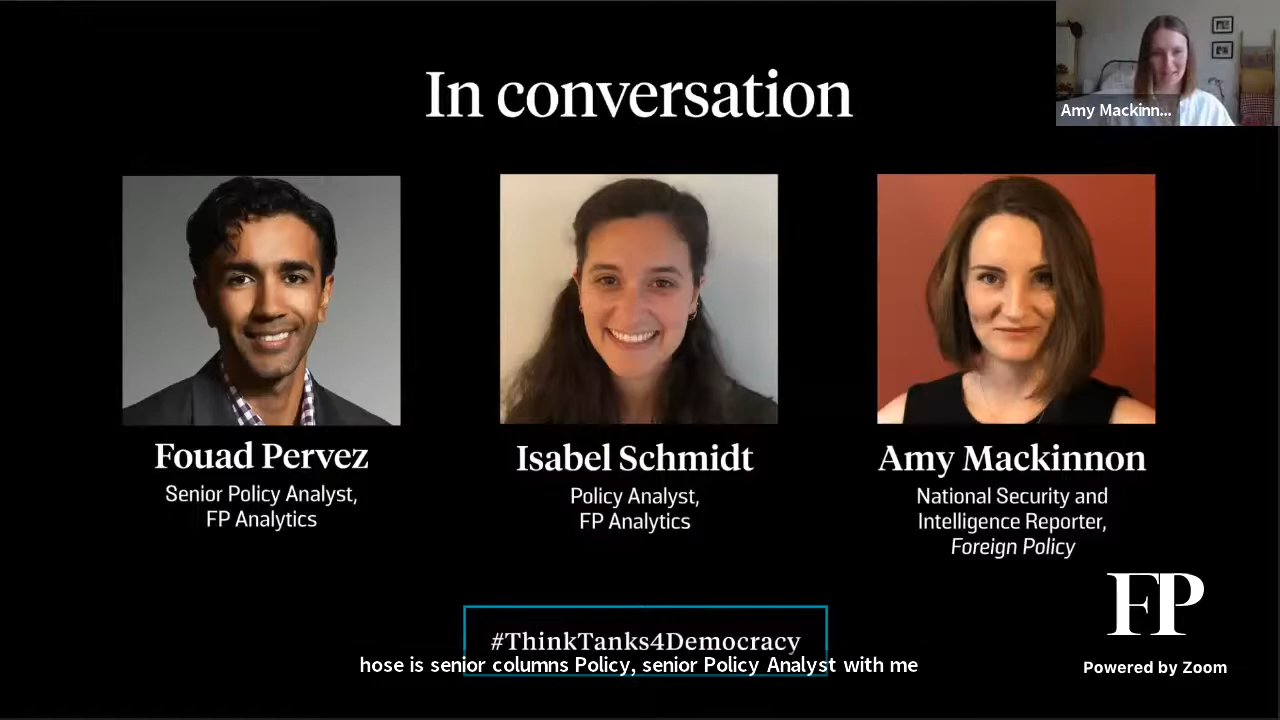 In conversation
Amy Mackinn...
Fouad Pervez
Senior Policy Analyst,
FP Analytics
Isabel Schmidt
Policy Analyst,
FP Analytics
Amy Mackinnon
National Security and
Intelligence Reporter,
Foreign Policy
FP
#ThinkTanks4Democracy
hose is senior columns Policy, senior Policy Analyst with me
Powered by Zoom